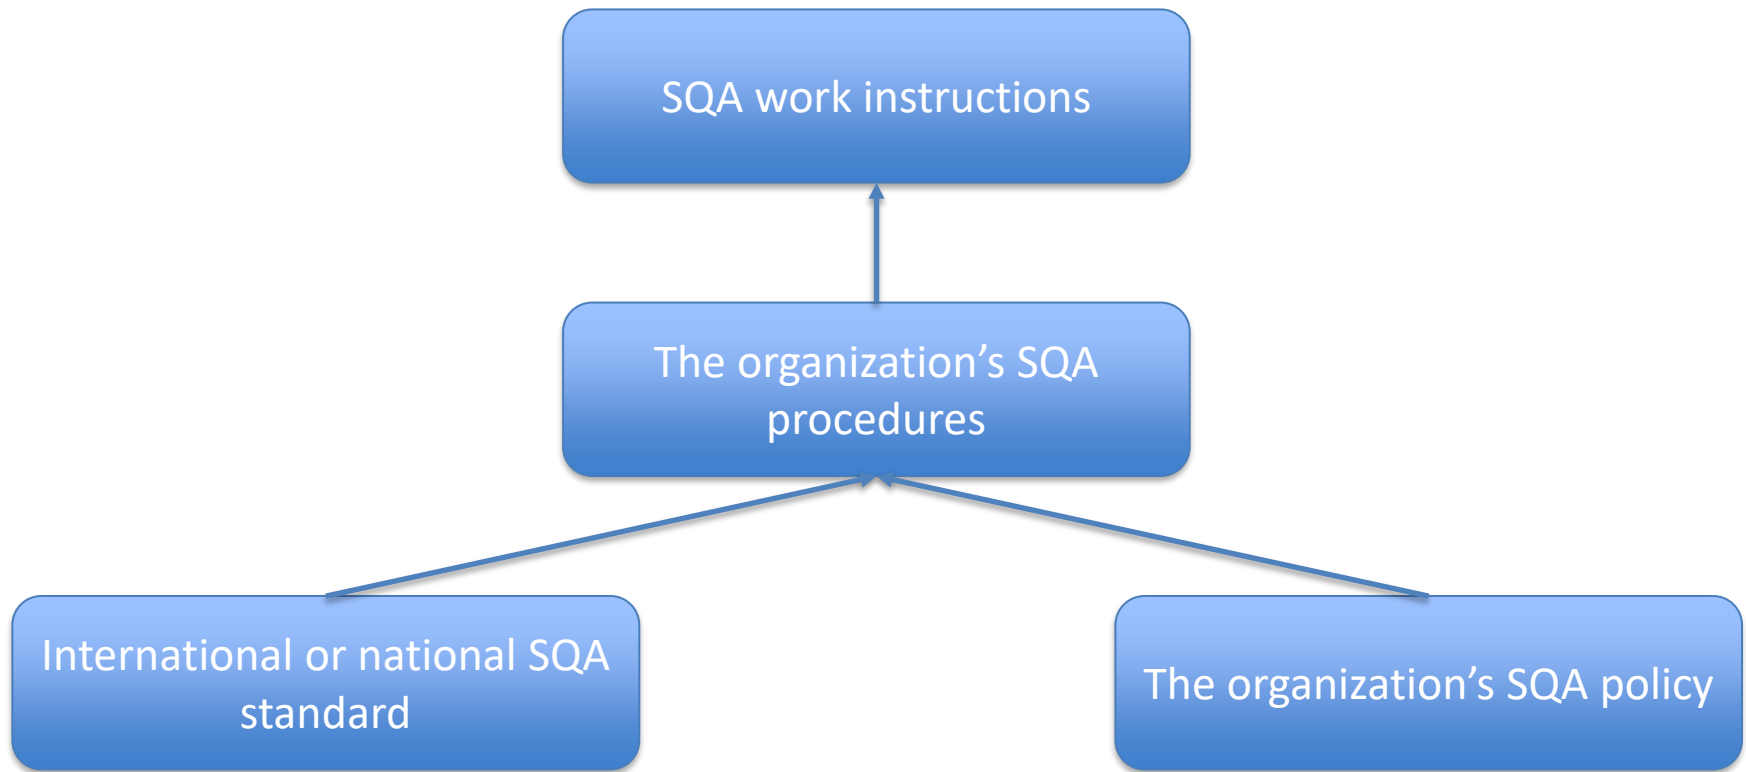 SQA work instructions
The organization’s SQA
procedures
International or national SQA
standard
The organization’s SQA policy